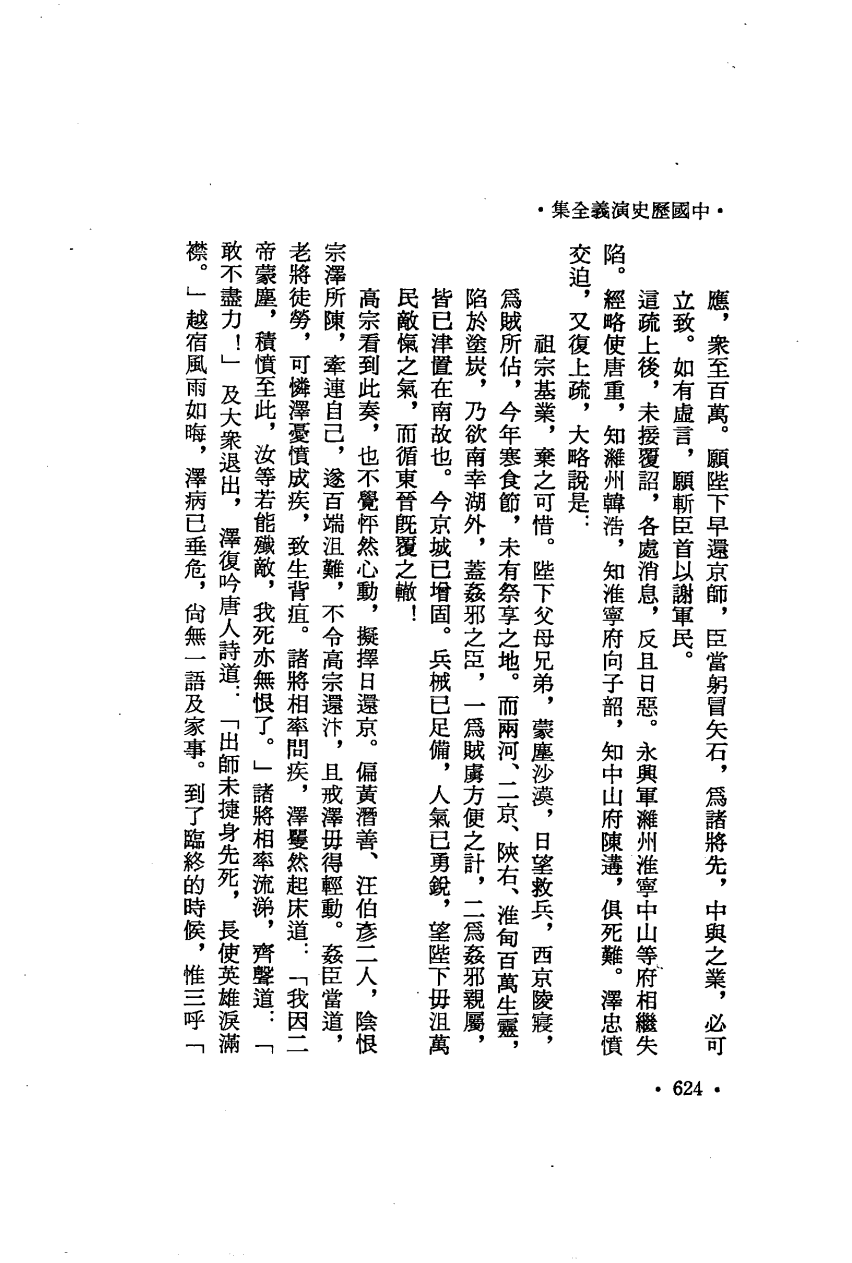 ·中國歷史演義全集·
應，衆至百萬。願陛下早還京師，臣當躬冒矢石，爲諸將先，中興之業，必可
立致。如有虛言，願斬臣首以謝軍民。
這疏上後，未接覆詔，各處消息，反且日惡。永興軍濰州淮寧中山等府相繼失
陷。經略使唐重，知濰州韓浩，知淮寧府向子韶，知中山府陳遘，俱死難。澤忠憤
交迫，又復上疏，大略說是：
祖宗基業，棄之可惜。陛下父母兄弟，蒙塵沙漠，日望救兵，西京陵寢，
爲賊所佔，今年寒食節，未有祭享之地。而兩河、二京、陝右、淮甸百萬生靈，
陷於塗炭，乃欲南幸湖外，蓋姦邪之臣，一爲賊虜方便之計，二爲姦邪親屬，
皆已津置在南故也。今京城已增固。兵械已足備，人氣已勇銳，望陛下毋沮萬
民敵愾之氣，而循東晉旣覆之轍！
高宗看到此奏，也不覺怦然心動，擬擇日還京。偏黃潛善、汪伯彥二人，陰恨
宗澤所陳，牽連自己，遂百端沮難，不令高宗還汴，且戒澤毋得輕動。姦臣當道，
老將徒勞，可憐澤憂憤成疾，致生背疽。諸將相率問疾，澤矍然起床道：「我因二
帝蒙塵，積憤至此，汝等若能殲敵，我死亦無恨了。」諸將相率流涕，齊聲道：「
敢不盡力！」及大衆退出，澤復吟唐人詩道：「出師未捷身先死，長使英雄淚滿
襟。」越宿風雨如晦，澤病已垂危，尙無一語及家事。到了臨終的時候，惟三呼「
·624·